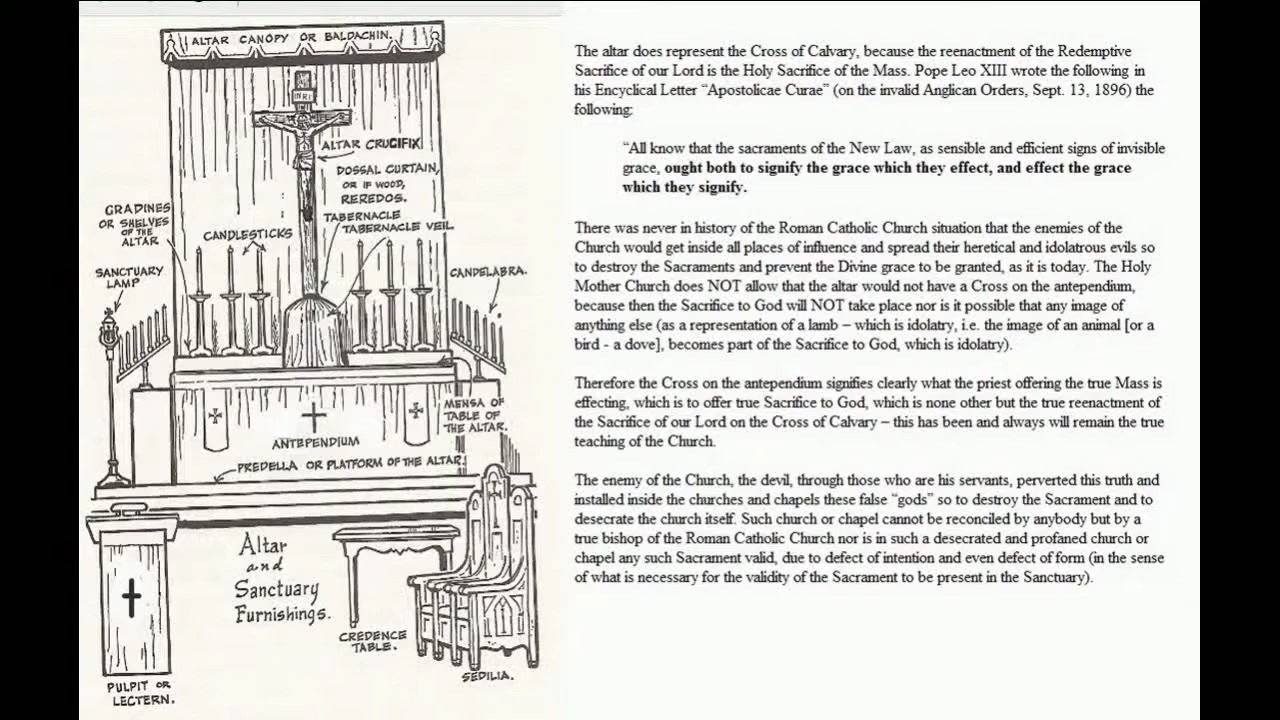 ALTAR CANOPY OR BALDACHIN.
ALTAR CRUCIFIX
INRI
DOSSAL CURTAIN,
OR IF WOOD,
REREDOS.
TABERNACLE
TABERNACLE VEIL
GRADINES
OR SHELVES
OF THE
ALTAR
CANDLESTICKS
SANCTUARY
LAMP
CANDELABRA.
MENSA OF
TABLE OF
THE ALTAR.
ANTEPENDIUM
PREDELLA OR PLATFORM OF THE ALTAR.
Altar
and
Sanctuary
Furnishings.
CREDENCE
TABLE.
SEDILIA.
PULPIT OR
LECTERN.
The altar does represent the Cross of Calvary, because the reenactment of the Redemptive
Sacrifice of our Lord is the Holy Sacrifice of the Mass. Pope Leo XIII wrote the following in
his Encyclical Letter “Apostolicae Curae” (on the invalid Anglican Orders, Sept. 13, 1896) the
following:
“All know that the sacraments of the New Law, as sensible and efficient signs of invisible
grace, ought both to signify the grace which they effect, and effect the grace
which they signify.
There was never in history of the Roman Catholic Church situation that the enemies of the
Church would get inside all places of influence and spread their heretical and idolatrous evils so
to destroy the Sacraments and prevent the Divine grace to be granted, as it is today. The Holy
Mother Church does NOT allow that the altar would not have a Cross on the antependium,
because then the Sacrifice to God will NOT take place nor is it possible that any image of
anything else (as a representation of a lamb – which is idolatry, i.e. the image of an animal [or a
bird - a dove], becomes part of the Sacrifice to God, which is idolatry).
Therefore the Cross on the antependium signifies clearly what the priest offering the true Mass is
effecting, which is to offer true Sacrifice to God, which is none other but the true reenactment of
the Sacrifice of our Lord on the Cross of Calvary – this has been and always will remain the true
teaching of the Church.
The enemy of the Church, the devil, through those who are his servants, perverted this truth and
installed inside the churches and chapels these false “gods” so to destroy the Sacrament and to
desecrate the church itself. Such church or chapel cannot be reconciled by anybody but by a
true bishop of the Roman Catholic Church nor is in such a desecrated and profaned church or
chapel any such Sacrament valid, due to defect of intention and even defect of form (in the sense
of what is necessary for the validity of the Sacrament to be present in the Sanctuary).